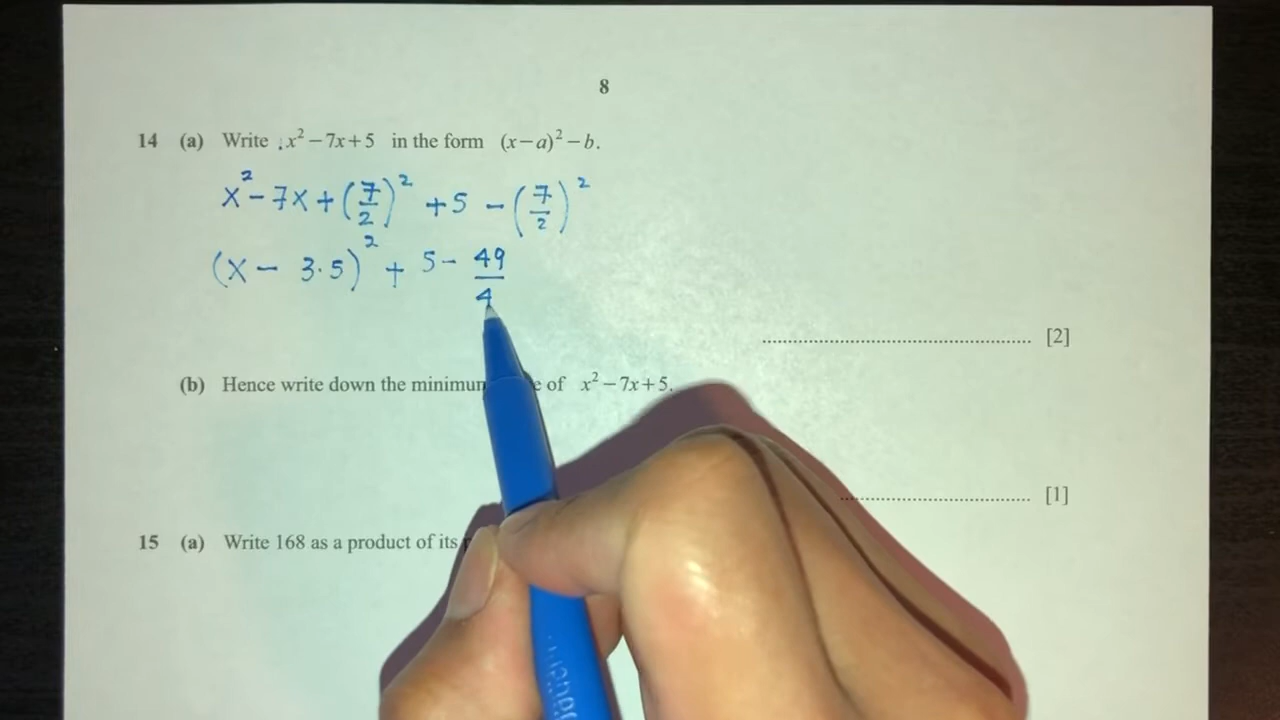 8
14 (a) Write x² − 7x + 5 in the form (x − a)² − b.
x² − 7x + (7/2)² + 5 − (7/2)²
(x − 3·5)² + 5 − 49/4
.............................................. [2]
(b) Hence write down the of x² − 7x + 5.
.............................................. [1]
15 (a) Write 168 as a product of its